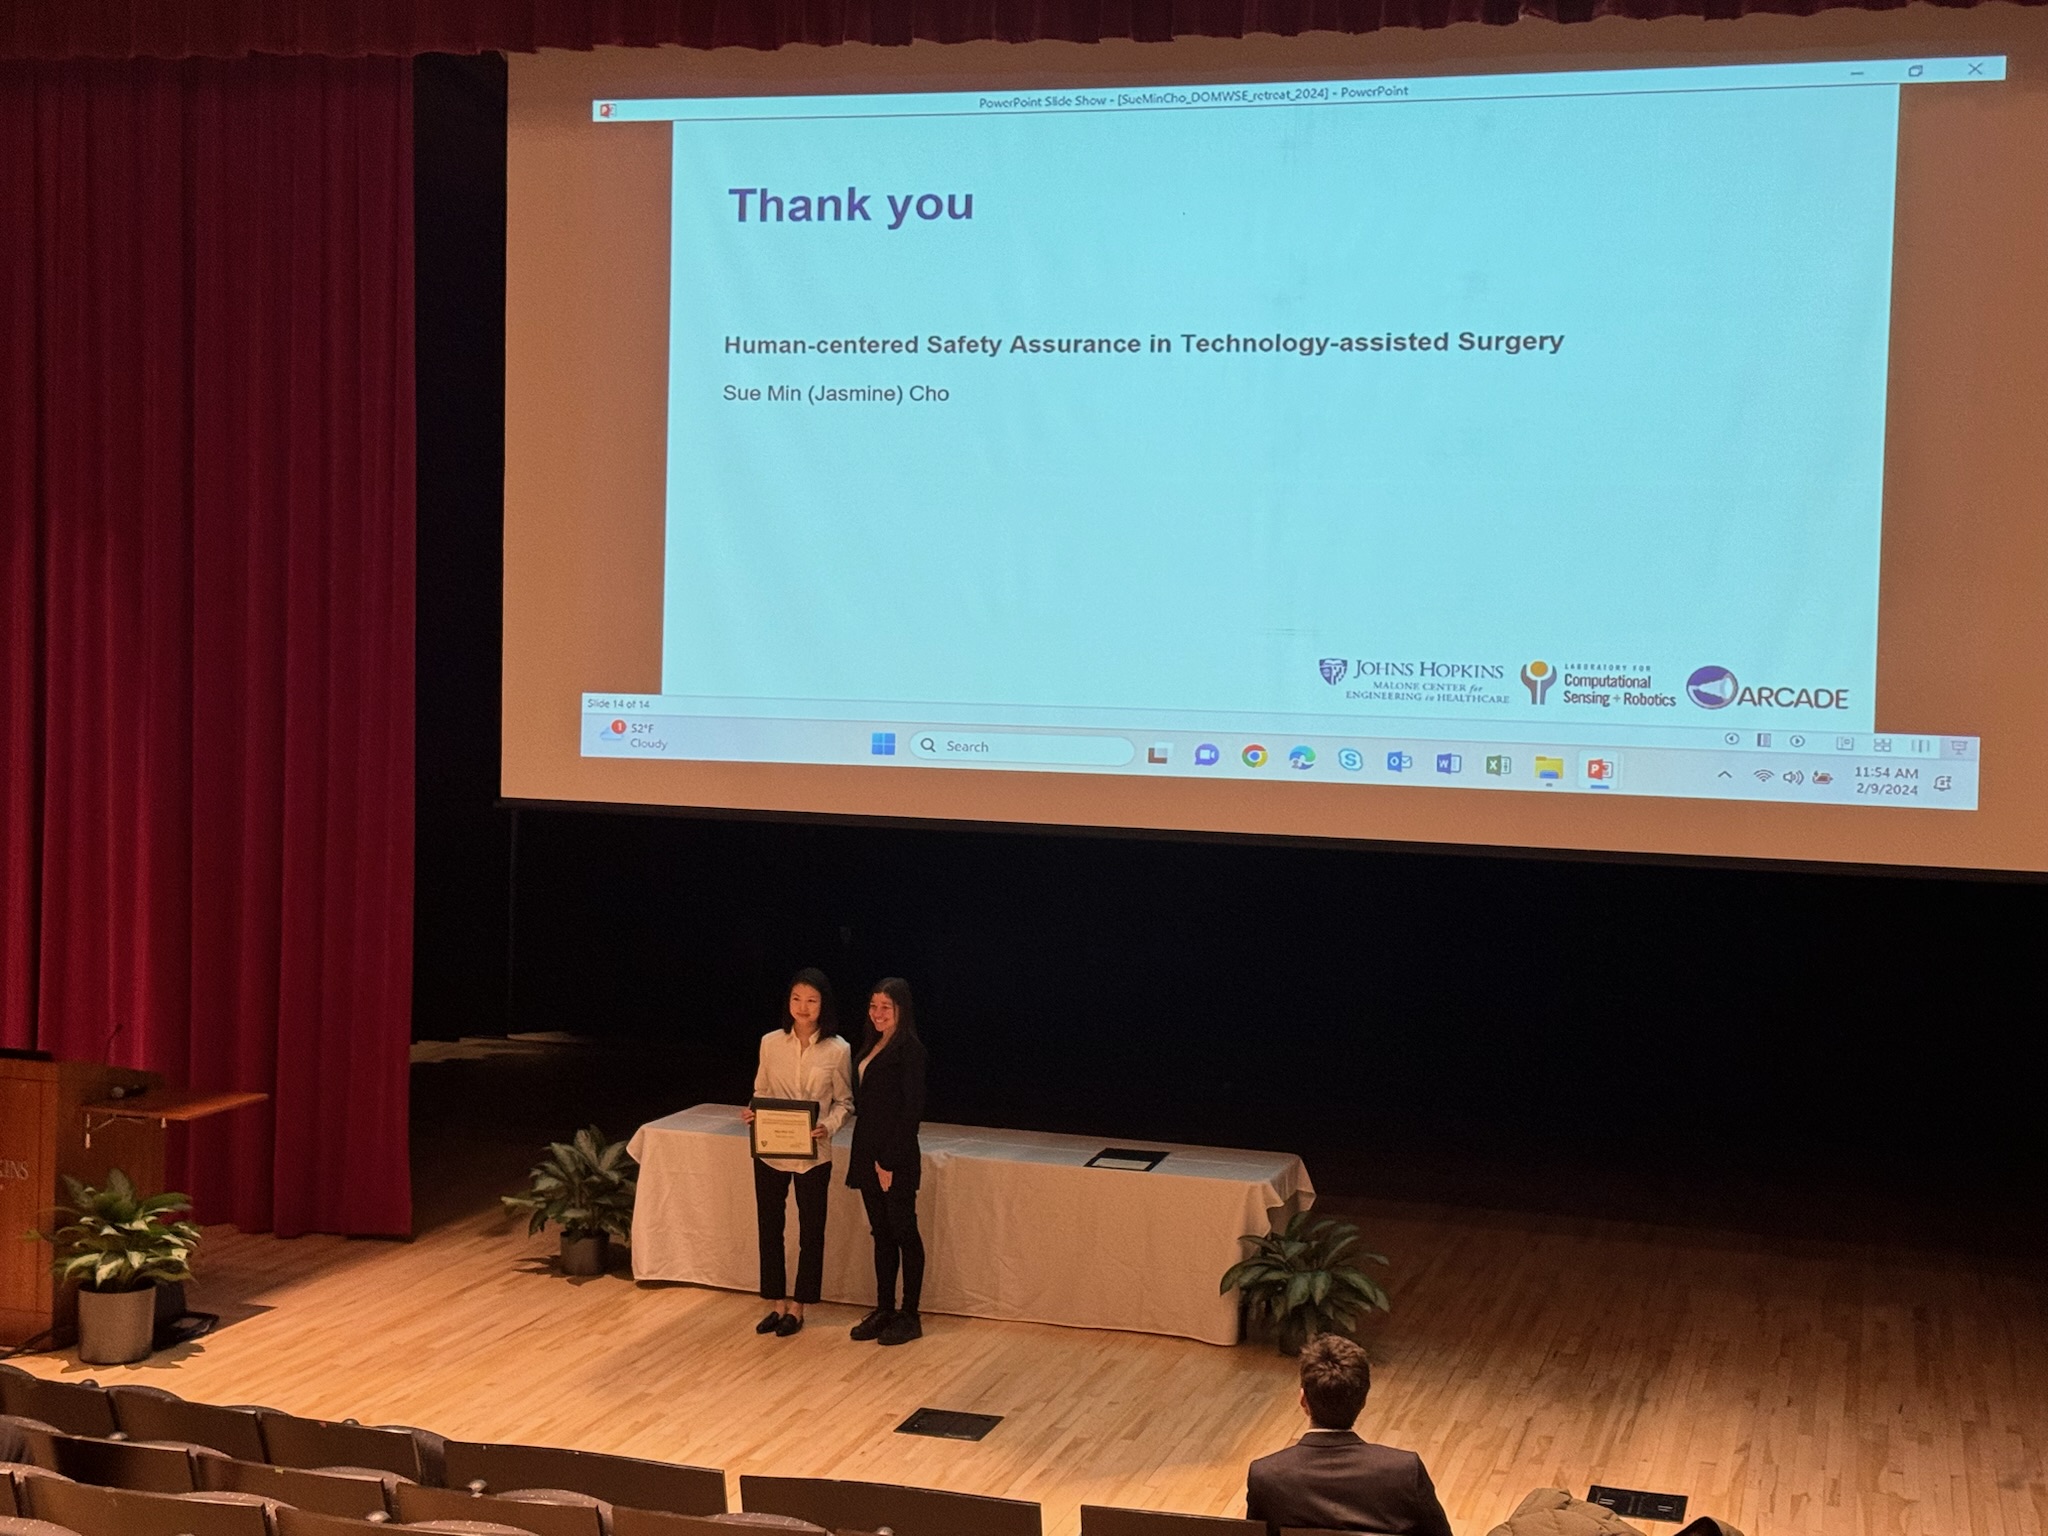 PowerPoint Slide Show - [SueMinCho_DOMWSE_retreat_2024] - PowerPoint
Thank you
Human-centered Safety Assurance in Technology-assisted Surgery
Sue Min (Jasmine) Cho
JOHNS HOPKINS
MALONE CENTER for
ENGINEERING in HEALTHCARE
LABORATORY FOR
Computational
Sensing + Robotics
ARCADE
Slide 14 of 14
1
52°F
Cloudy
Search
11:54 AM
2/9/2024